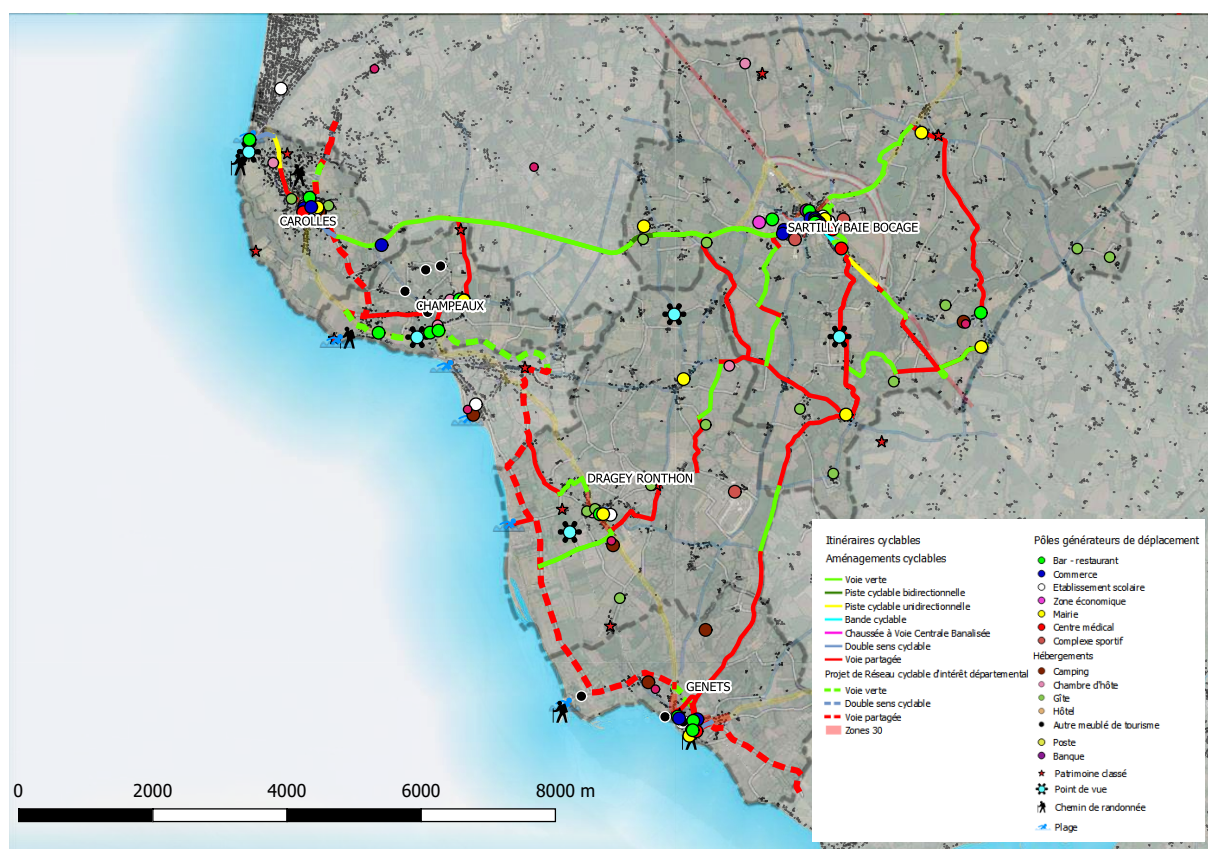 CAROLLES
SARTILLY BAIE BOCAGE
CHAMPEAUX
DRAGEY RONTHON
GENETS
0 2000 4000 6000 8000 m
Itinéraires cyclables
Aménagements cyclables
Voie verte
Piste cyclable bidirectionnelle
Piste cyclable unidirectionnelle
Bande cyclable
Chaussée à Voie Centrale Banalisée
Double sens cyclable
Voie partagée
Projet de Réseau cyclable d'intérêt départemental
Voie verte
Double sens cyclable
Voie partagée
Zones 30
Pôles générateurs de déplacement
Bar - restaurant
Commerce
Etablissement scolaire
Zone économique
Mairie
Centre médical
Complexe sportif
Hébergements
Camping
Chambre d'hôte
Gîte
Hôtel
Autre meublé de tourisme
Poste
Banque
Patrimoine classé
Point de vue
Chemin de randonnée
Plage